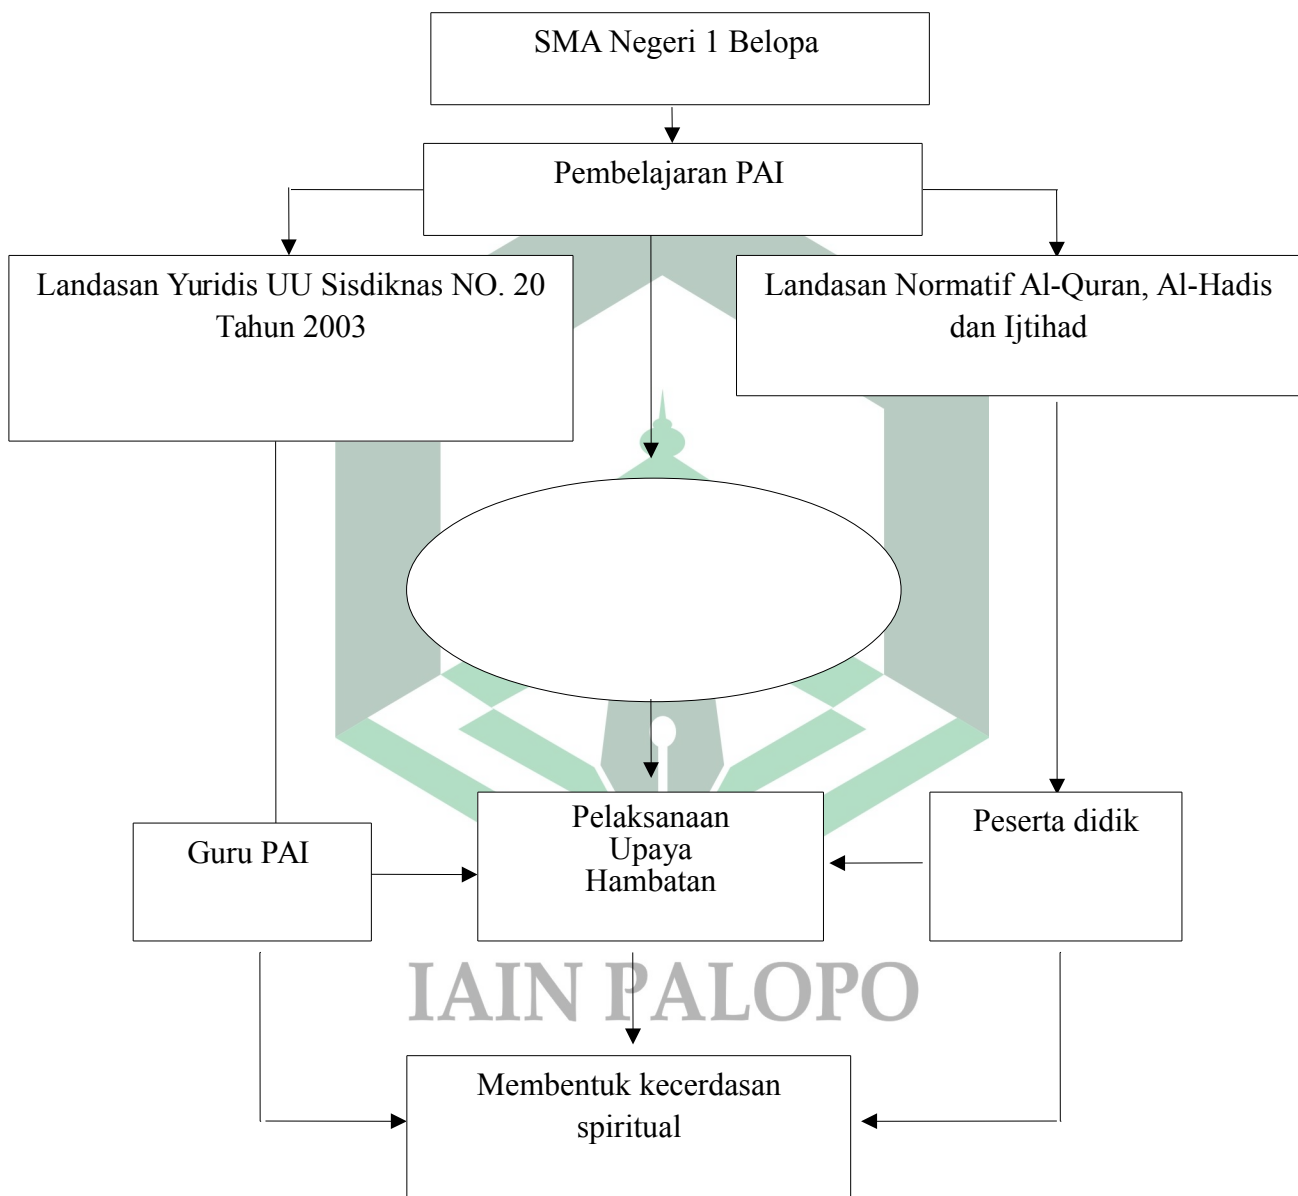 SMA Negeri 1 Belopa
Pembelajaran PAI
Landasan Yuridis UU Sisdiknas NO. 20
Tahun 2003
Landasan Normatif Al-Quran, Al-Hadis
dan Ijtihad
Guru PAI
Pelaksanaan
Upaya
Hambatan
Peserta didik
IAIN PALOPO
Membentuk kecerdasan
spiritual